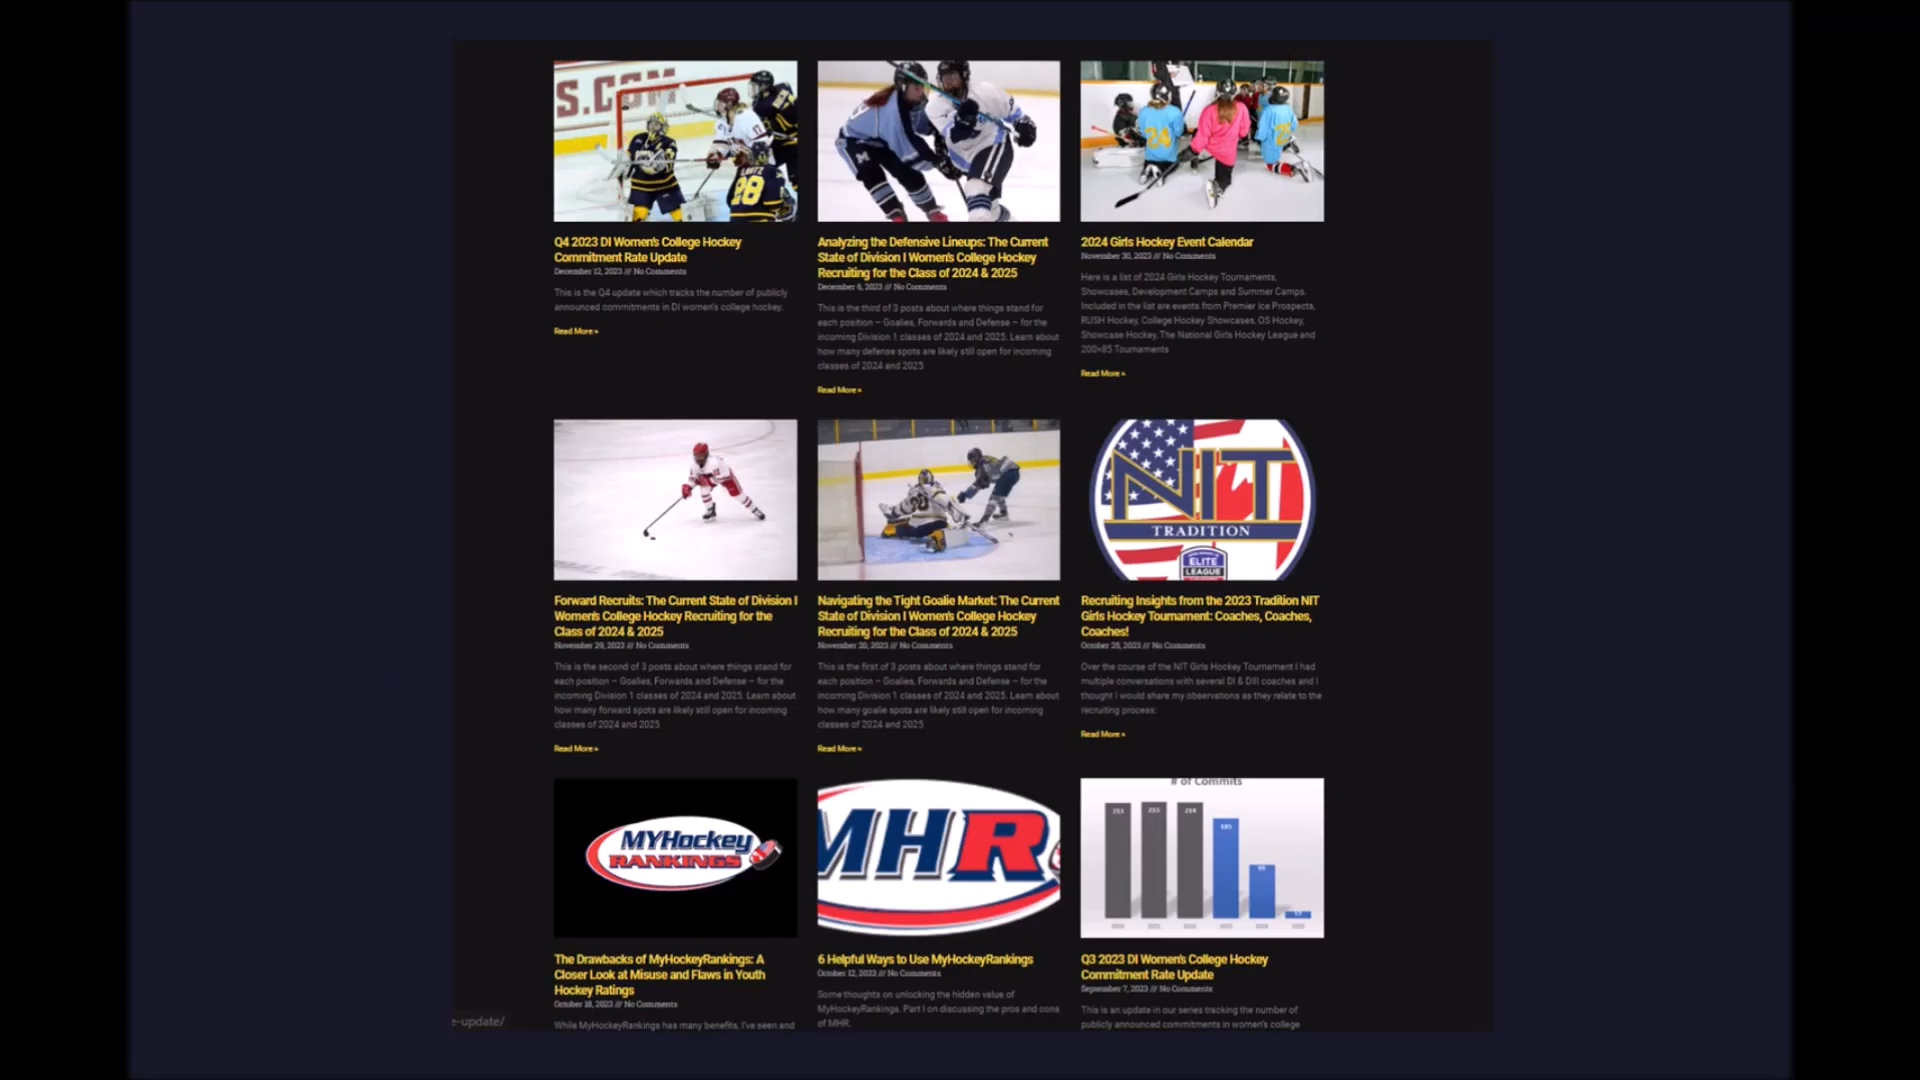 S.COM
LANTZ
28
24
2
Q4 2023 DI Women's College Hockey
Commitment Rate Update
December 12, 2023 /// No Comments
This is the Q4 update which tracks the number of publicly
announced commitments in DI women's college hockey.
Read More »
Analyzing the Defensive Lineups: The Current
State of Division I Women's College Hockey
Recruiting for the Class of 2024 & 2025
December 6, 2023 /// No Comments
This is the third of 3 posts about where things stand for
each position – Goalies, Forwards and Defense – for the
incoming Division 1 classes of 2024 and 2025. Learn about
how many defense spots are likely still open for incoming
classes of 2024 and 2025
Read More »
2024 Girls Hockey Event Calendar
November 30, 2023 /// No Comments
Here is a list of 2024 Girls Hockey Tournaments,
Showcases, Development Camps and Summer Camps.
Included in the list are events from Premier Ice Prospects,
RUSH Hockey, College Hockey Showcases, OS Hockey,
Showcase Hockey, The National Girls Hockey League and
200×85 Tournaments
Read More »
NIT
TRADITION
ELITE
LEAGUE
Forward Recruits: The Current State of Division I
Women's College Hockey Recruiting for the
Class of 2024 & 2025
November 29, 2023 /// No Comments
This is the second of 3 posts about where things stand for
each position – Goalies, Forwards and Defense – for the
incoming Division 1 classes of 2024 and 2025. Learn about
how many forward spots are likely still open for incoming
classes of 2024 and 2025
Read More »
Navigating the Tight Goalie Market: The Current
State of Division I Women's College Hockey
Recruiting for the Class of 2024 & 2025
November 20, 2023 /// No Comments
This is the first of 3 posts about where things stand for
each position – Goalies, Forwards and Defense – for the
incoming Division 1 classes of 2024 and 2025. Learn about
how many goalie spots are likely still open for incoming
classes of 2024 and 2025
Read More »
Recruiting Insights from the 2023 Tradition NIT
Girls Hockey Tournament: Coaches, Coaches,
Coaches!
October 25, 2023 /// No Comments
Over the course of the NIT Girls Hockey Tournament I had
multiple conversations with several DI & DIII coaches and I
thought I would share my observations as they relate to the
recruiting process:
Read More »
MYHockey
RANKINGS
MHR
# of Commits
The Drawbacks of MyHockeyRankings: A
Closer Look at Misuse and Flaws in Youth
Hockey Ratings
October 18, 2023 /// No Comments
While MyHockeyRankings has many benefits, I've seen and
6 Helpful Ways to Use MyHockeyRankings
October 12, 2023 /// No Comments
Some thoughts on unlocking the hidden value of
MyHockeyRankings. Part I on discussing the pros and cons
of MHR.
Q3 2023 DI Women's College Hockey
Commitment Rate Update
September 7, 2023 /// No Comments
This is an update in our series tracking the number of
publicly announced commitments in women's college
e-update/